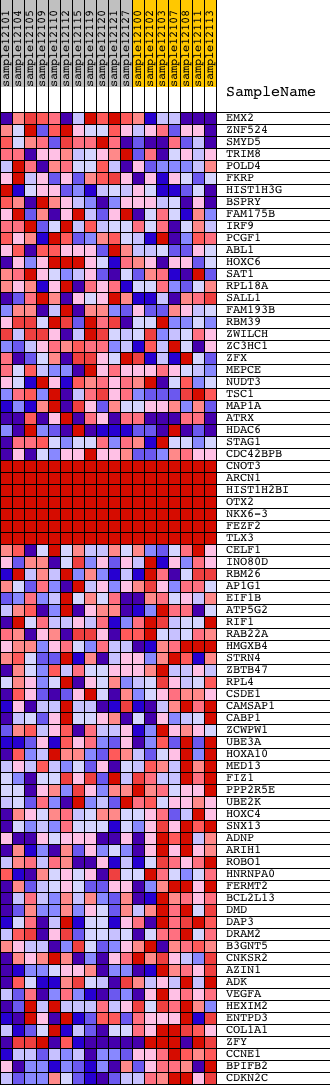 sample12101
sample12104
sample12105
sample12110
sample12112
sample12115
sample12120
sample12127
sample12100
sample12102
sample12103
sample12107
sample12108
sample12111
SampleName
EMX2
ZNF524
SMYD5
TRIM8
POLD4
FKRP
HIST1H3G
BSPRY
FAM175B
IRF9
PCGF1
ABL1
HOXC6
SAT1
RPL18A
SALL1
FAM193B
RBM39
ZWILCH
ZC3HC1
ZFX
MEPCE
NUDT3
TSC1
MAP1A
ATRX
HDAC6
STAG1
CDC42BPB
CNOT3
ARCN1
HIST1H2BI
OTX2
NKX6-3
FEZF2
TLX3
CELF1
INO80D
RBM26
AP1G1
EIF1B
ATP5G2
RIF1
RAB22A
HMGXB4
STRN4
ZBTB47
RPL4
CSDE1
CAMSAP1
CABP1
ZCWPW1
UBE3A
HOXA10
MED13
FIZ1
PPP2R5E
UBE2K
HOXC4
SNX13
ADNP
ARIH1
ROBO1
HNRNPA0
FERMT2
BCL2L13
DMD
DAP3
DRAM2
B3GNT5
CNKSR2
AZIN1
ADK
VEGFA
HEXIM2
ENTPD3
COL1A1
ZFY
CCNE1
BPIFB2
CDKN2C